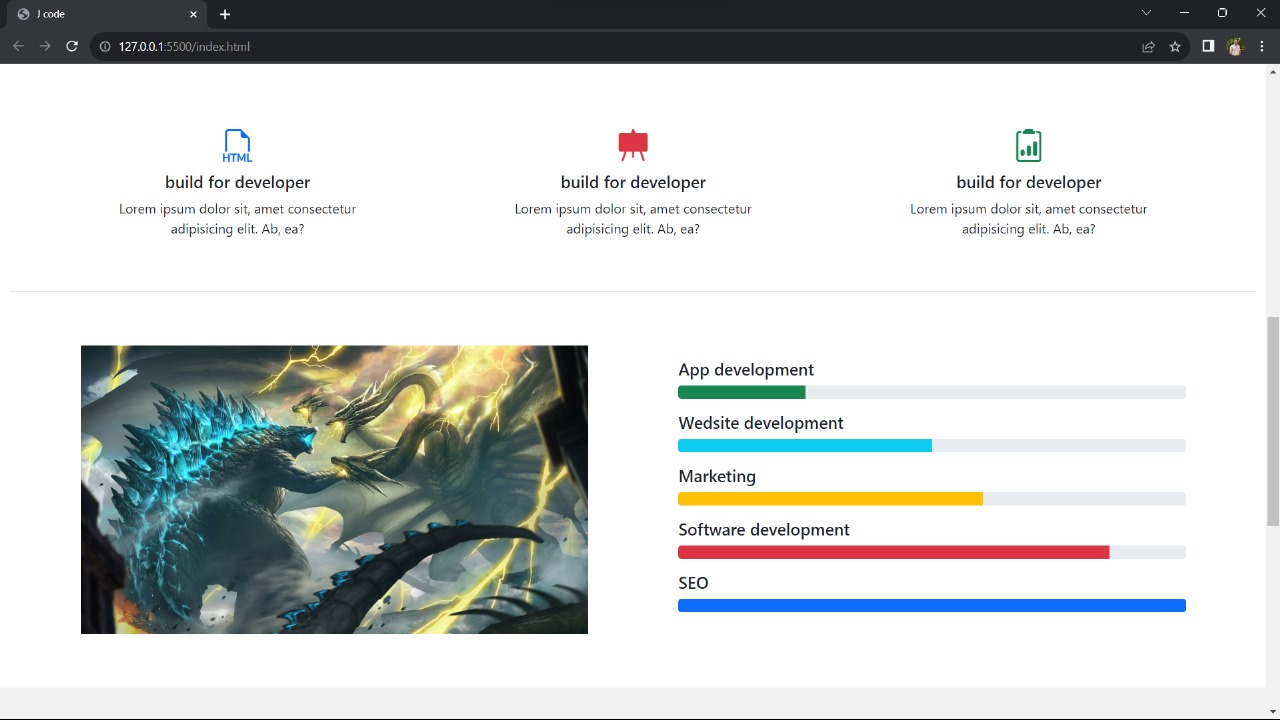 J code
127.0.0.1:5500/index.html
HTML
build for developer
Lorem ipsum dolor sit, amet consectetur
adipisicing elit. Ab, ea?
build for developer
Lorem ipsum dolor sit, amet consectetur
adipisicing elit. Ab, ea?
build for developer
Lorem ipsum dolor sit, amet consectetur
adipisicing elit. Ab, ea?
App development
Wedsite development
Marketing
Software development
SEO